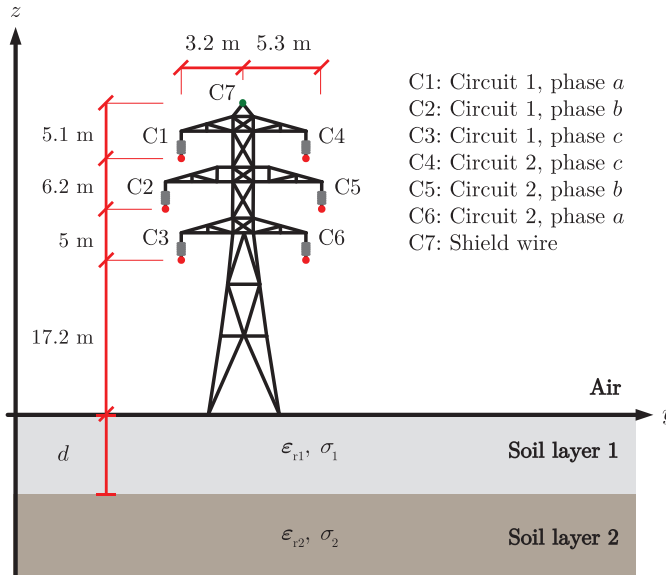 z
3.2 m
5.3 m
C7
C1: Circuit 1, phase a
C2: Circuit 1, phase b
C3: Circuit 1, phase c
C4: Circuit 2, phase c
C5: Circuit 2, phase b
C6: Circuit 2, phase a
C7: Shield wire
5.1 m
C1
C4
6.2 m
C2
C5
5 m
C3
C6
17.2 m
Air
d
εr1, σ1
Soil layer 1
εr2, σ2
Soil layer 2